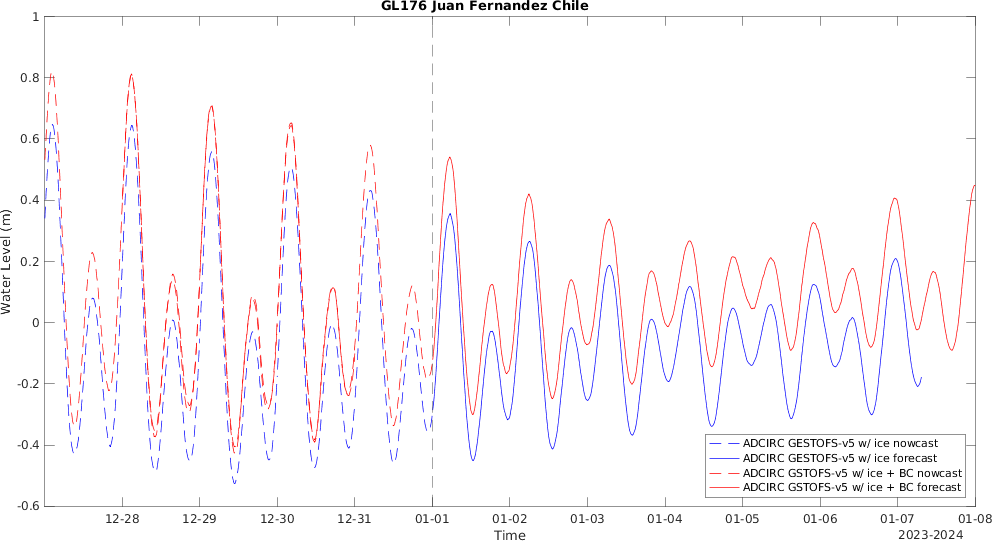 GL176 Juan Fernandez Chile
1
0.8
0.6
0.4
0.2
0
-0.2
-0.4
-0.6
Water Level (m)
ADCIRC GESTOFS-v5 w/ ice nowcast
ADCIRC GESTOFS-v5 w/ ice forecast
ADCIRC GSTOFS-v5 w/ ice + BC nowcast
ADCIRC GSTOFS-v5 w/ ice + BC forecast
12-28 12-29 12-30 12-31 01-01 01-02 01-03 01-04 01-05 01-06 01-07 01-08
Time
2023-2024